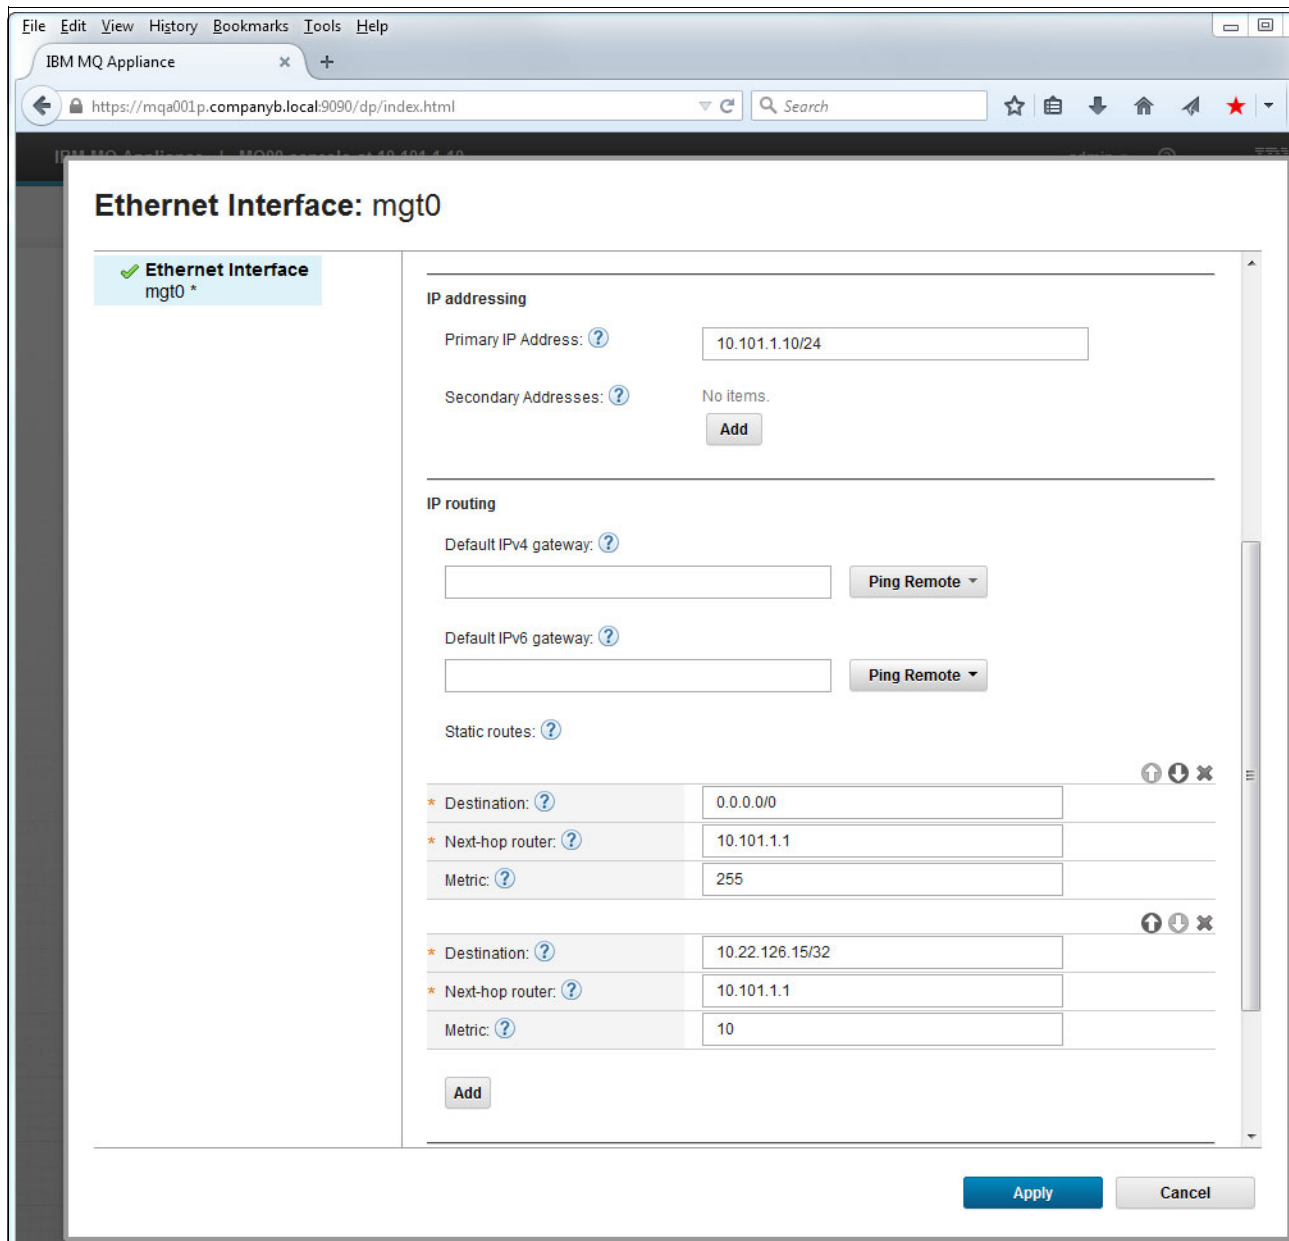 File Edit View History Bookmarks Tools Help
IBM MQ Appliance × +
https://mqa001p.companyb.local:9090/dp/index.html Search
Ethernet Interface: mgt0
Ethernet Interface
mgt0 *
IP addressing
Primary IP Address: ? 10.101.1.10/24
Secondary Addresses: ? No items.
Add
IP routing
Default IPv4 gateway: ?
Ping Remote
Default IPv6 gateway: ?
Ping Remote
Static routes: ?
* Destination: ? 0.0.0.0/0
* Next-hop router: ? 10.101.1.1
Metric: ? 255
* Destination: ? 10.22.126.15/32
* Next-hop router: ? 10.101.1.1
Metric: ? 10
Add
Apply Cancel